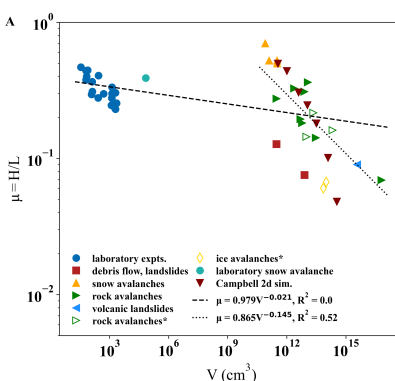 A
10⁰
10⁻¹
10⁻²
μ = H/L
laboratory expts.
debris flow, landslides
snow avalanches
rock avalanches
volcanic landslides
rock avalanches*
ice avalanches*
laboratory snow avalanche
Campbell 2d sim.
μ = 0.979V⁻⁰·⁰²¹, R² = 0.0
μ = 0.865V⁻⁰·¹⁴⁵, R² = 0.52
10³ 10⁶ 10⁹ 10¹² 10¹⁵
V (cm³)